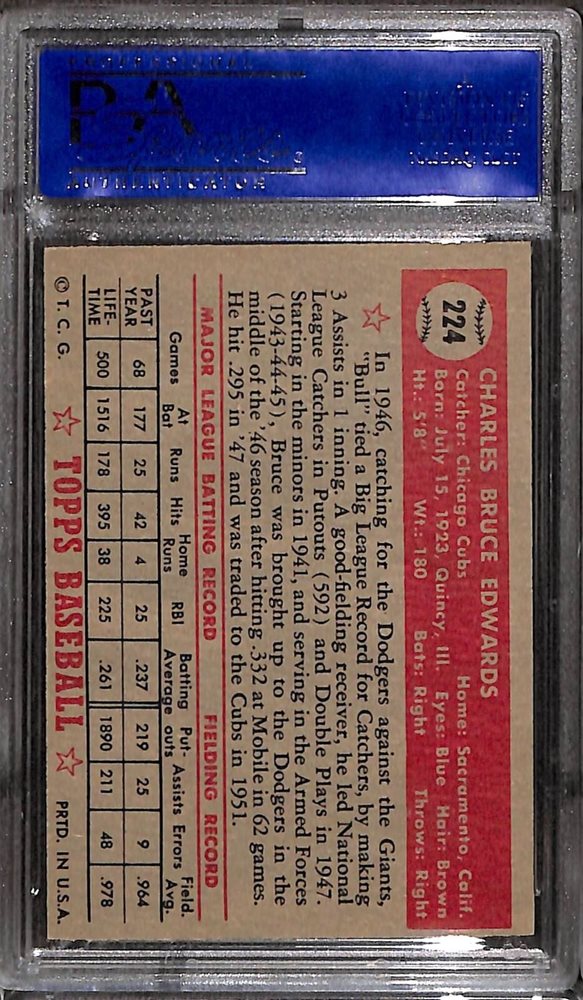 PROFESSIONAL
PSA
AUTHENTICATOR
NASDAQ: CLCT
224
CHARLES BRUCE EDWARDS
Catcher: Chicago Cubs Home: Sacramento, Calif.
Born: July 15, 1923, Quincy, Ill. Eyes: Blue Hair: Brown
Ht.: 5'8" Wt.: 180 Bats: Right Throws: Right
In 1946, catching for the Dodgers against the Giants,
"Bull" tied a Big League Record for Catchers, by making
3 Assists in 1 inning. A good-fielding receiver, he led National
League Catchers in Putouts (592) and Double Plays in 1947.
Starting in the minors in 1941, and serving in the Armed Forces
(1943-44-45), Bruce was brought up to the Dodgers in the
middle of the '46 season after hitting .332 at Mobile in 62 games.
He hit .295 in '47 and was traded to the Cubs in 1951.
MAJOR LEAGUE BATTING RECORD FIELDING RECORD
Games At Bat Runs Hits Home Runs RBI Batting Average Put-outs Assists Errors Field. Avg.
PAST YEAR 68 177 25 42 4 25 .237 219 25 9 .964
LIFE-TIME 500 1516 178 395 38 225 .261 1890 211 48 .978
© T. C. G. TOPPS BASEBALL PRTD. IN U.S.A.